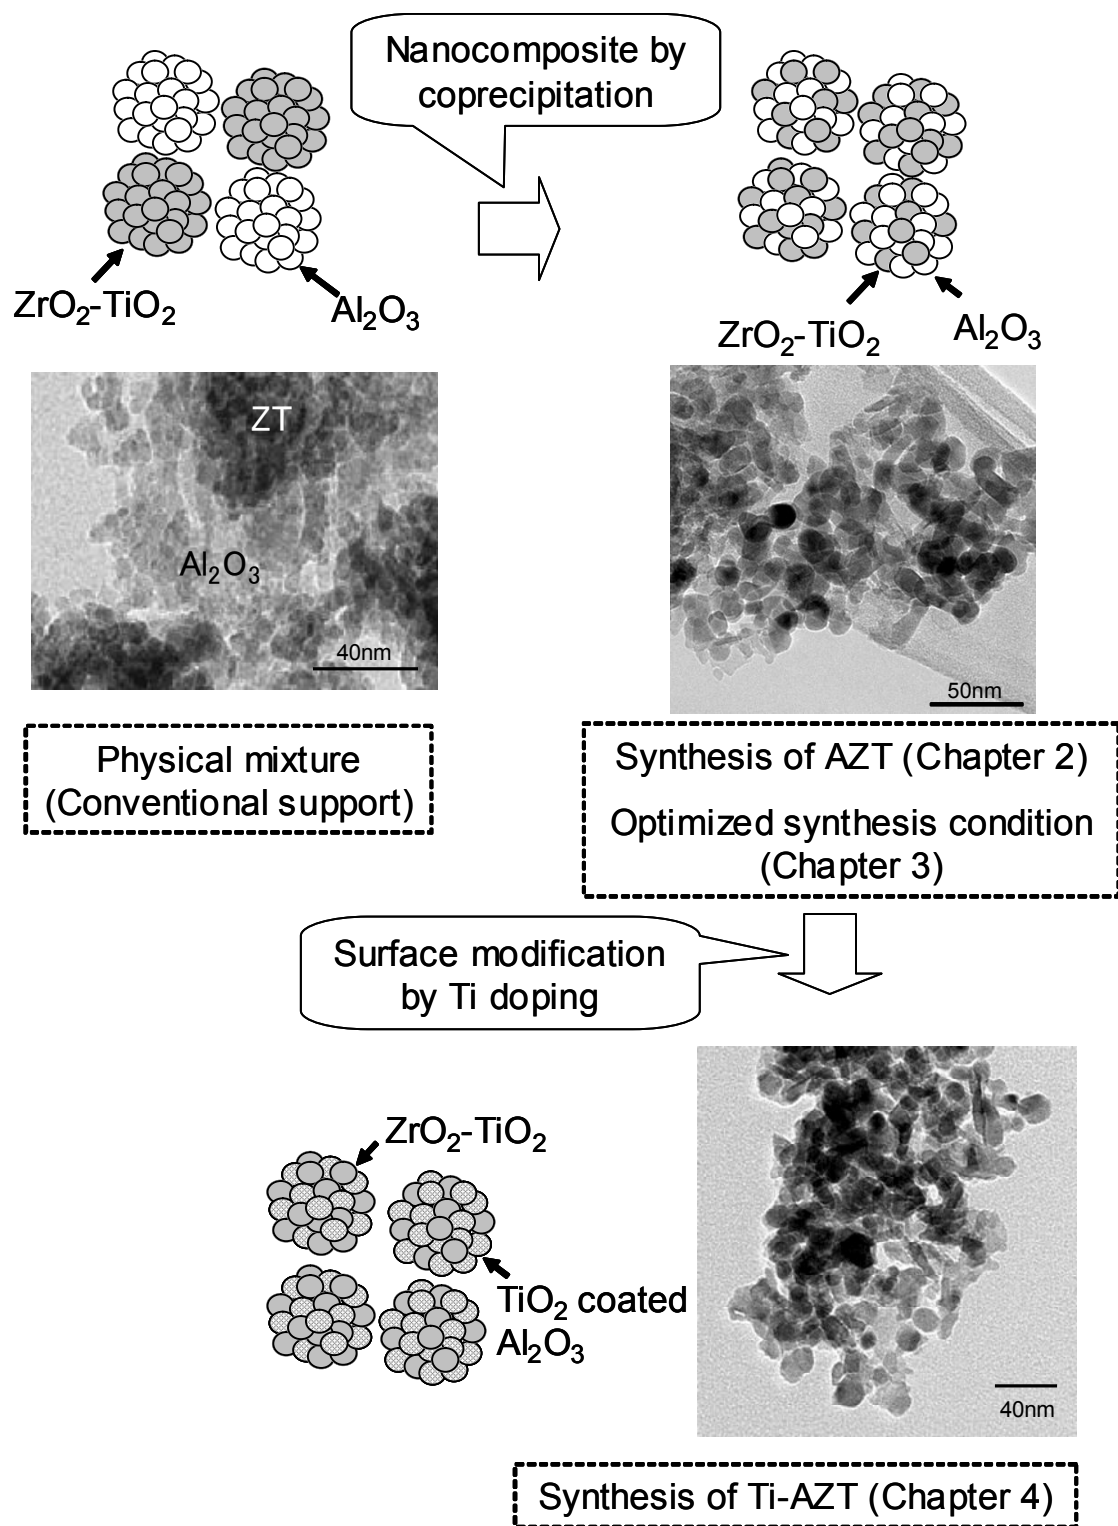 Nanocomposite by
coprecipitation
ZrO₂-TiO₂
Al₂O₃
ZrO₂-TiO₂
Al₂O₃
ZT
Al₂O₃
40nm
50nm
Physical mixture
(Conventional support)
Synthesis of AZT (Chapter 2)
Optimized synthesis condition
(Chapter 3)
Surface modification
by Ti doping
ZrO₂-TiO₂
TiO₂ coated
Al₂O₃
40nm
Synthesis of Ti-AZT (Chapter 4)